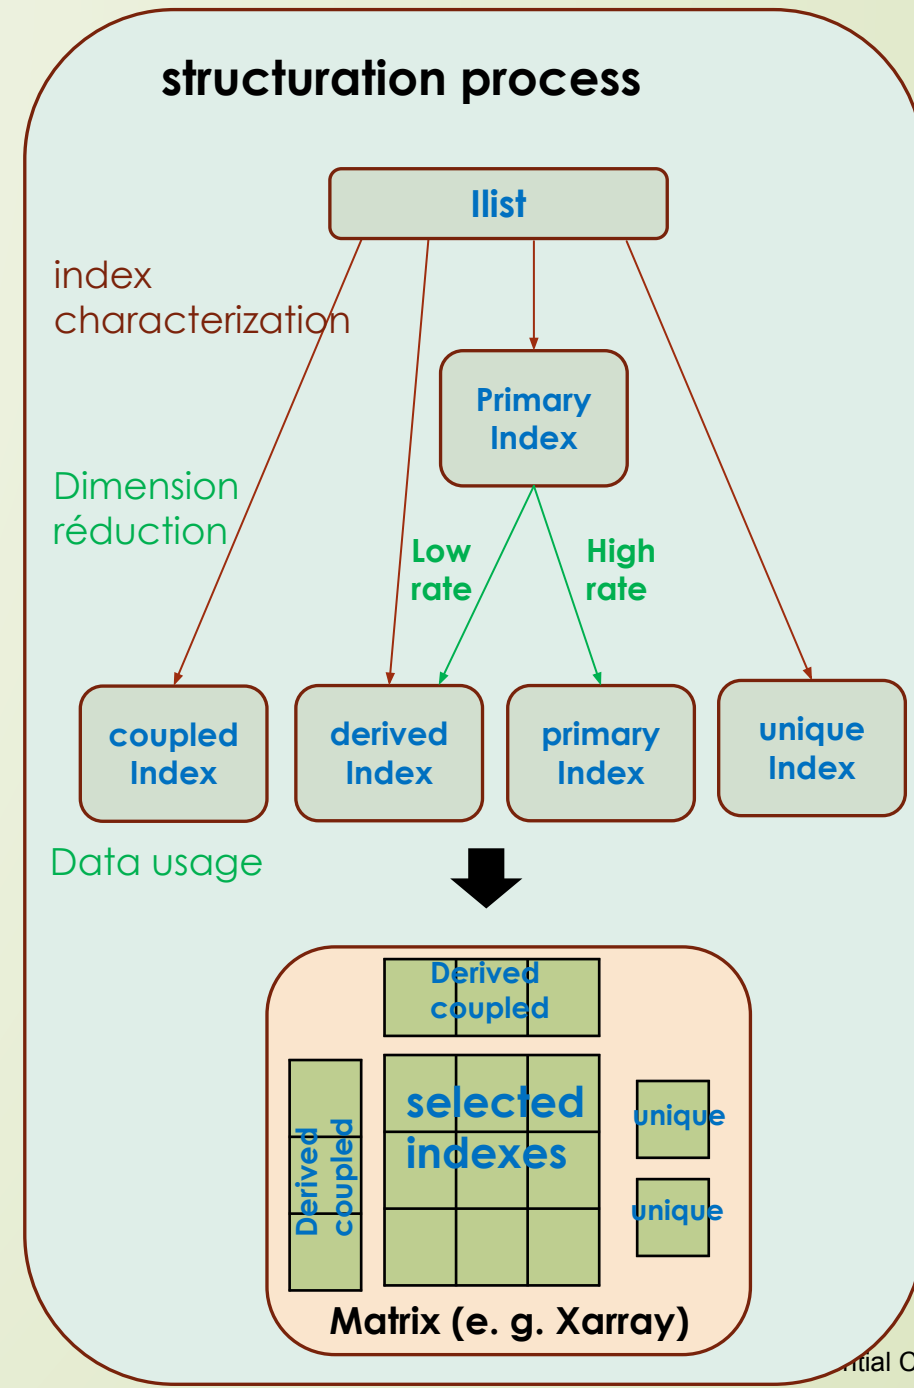 structuration process
Ilist
index
characterization
Primary
Index
Dimension
réduction
Low
rate
High
rate
coupled
Index
derived
Index
primary
Index
unique
Index
Data usage
Derived
coupled
Derived
coupled
selected
indexes
unique
unique
Matrix (e. g. Xarray)